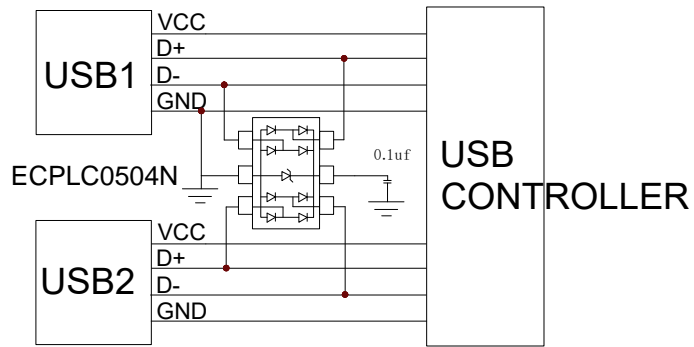 USB1
VCC
D+
D-
GND
ECPLC0504N
0.1uf
USB
CONTROLLER
USB2
VCC
D+
D-
GND